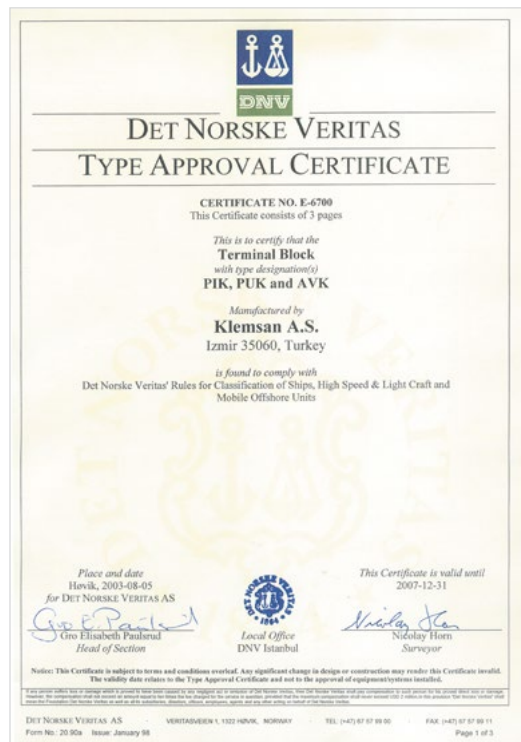 DNV
DET NORSKE VERITAS
TYPE APPROVAL CERTIFICATE
CERTIFICATE NO. E-6700
This Certificate consists of 3 pages
This is to certify that the
Terminal Block
with type designation(s)
PIK, PUK and AVK
Manufactured by
Klemsan A.S.
Izmir 35060, Turkey
is found to comply with
Det Norske Veritas' Rules for Classification of Ships, High Speed & Light Craft and
Mobile Offshore Units
Place and date
Høvik, 2003-08-05
for DET NORSKE VERITAS AS
Gro Elisabeth Paulsrud
Head of Section
DET NORSKE VERITAS
1864
Local Office
DNV Istanbul
This Certificate is valid until
2007-12-31
Nicolay Horn
Surveyor
Notice: This Certificate is subject to terms and conditions overleaf. Any significant change in design or construction may render this Certificate invalid.
The validity date relates to the Type Approval Certificate and not to the approval of equipment/systems installed.
DET NORSKE VERITAS AS VERITASVEIEN 1, 1322 HØVIK, NORWAY TEL: (+47) 67 57 99 00 FAX: (+47) 67 57 99 11
Form No.: 20.90a Issue: January 98 Page 1 of 3